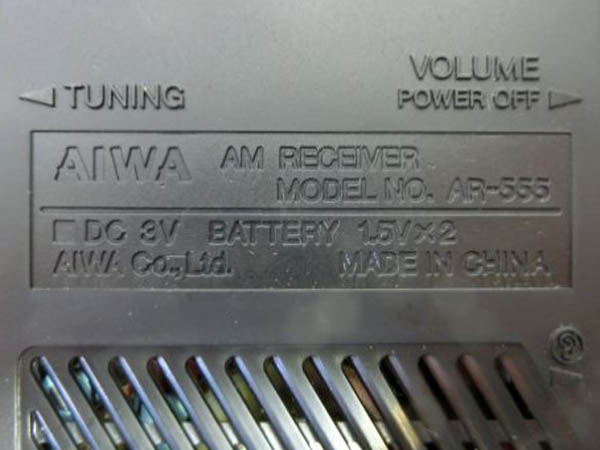 ◁ TUNING
VOLUME
POWER OFF ▷
AIWA AM RECEIVER
MODEL NO. AR-555
□ DC 3V BATTERY 1.5V×2
AIWA Co.,Ltd. MADE IN CHINA